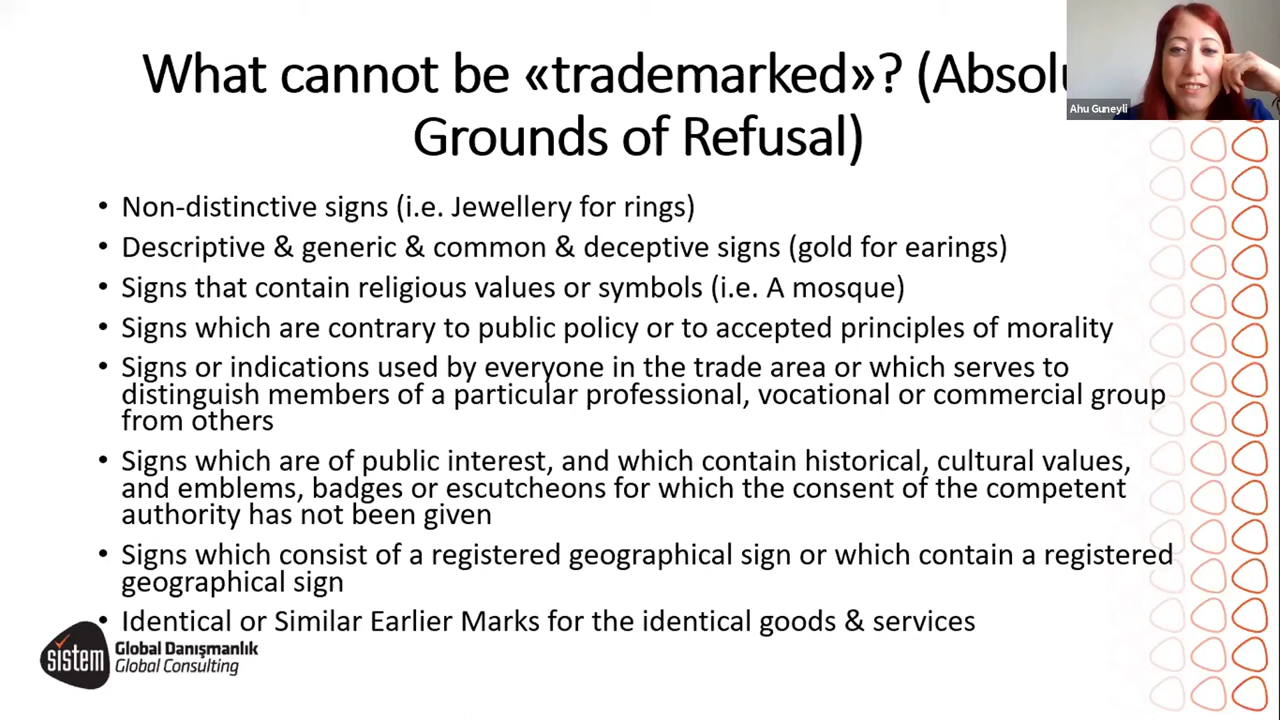 What cannot be «trademarked»? (Absolu
Grounds of Refusal)
Ahu Guneyli
• Non-distinctive signs (i.e. Jewellery for rings)
• Descriptive & generic & common & deceptive signs (gold for earings)
• Signs that contain religious values or symbols (i.e. A mosque)
• Signs which are contrary to public policy or to accepted principles of morality
• Signs or indications used by everyone in the trade area or which serves to
distinguish members of a particular professional, vocational or commercial group
from others
• Signs which are of public interest, and which contain historical, cultural values,
and emblems, badges or escutcheons for which the consent of the competent
authority has not been given
• Signs which consist of a registered geographical sign or which contain a registered
geographical sign
• Identical or Similar Earlier Marks for the identical goods & services
sistem
Global Danışmanlık
Global Consulting